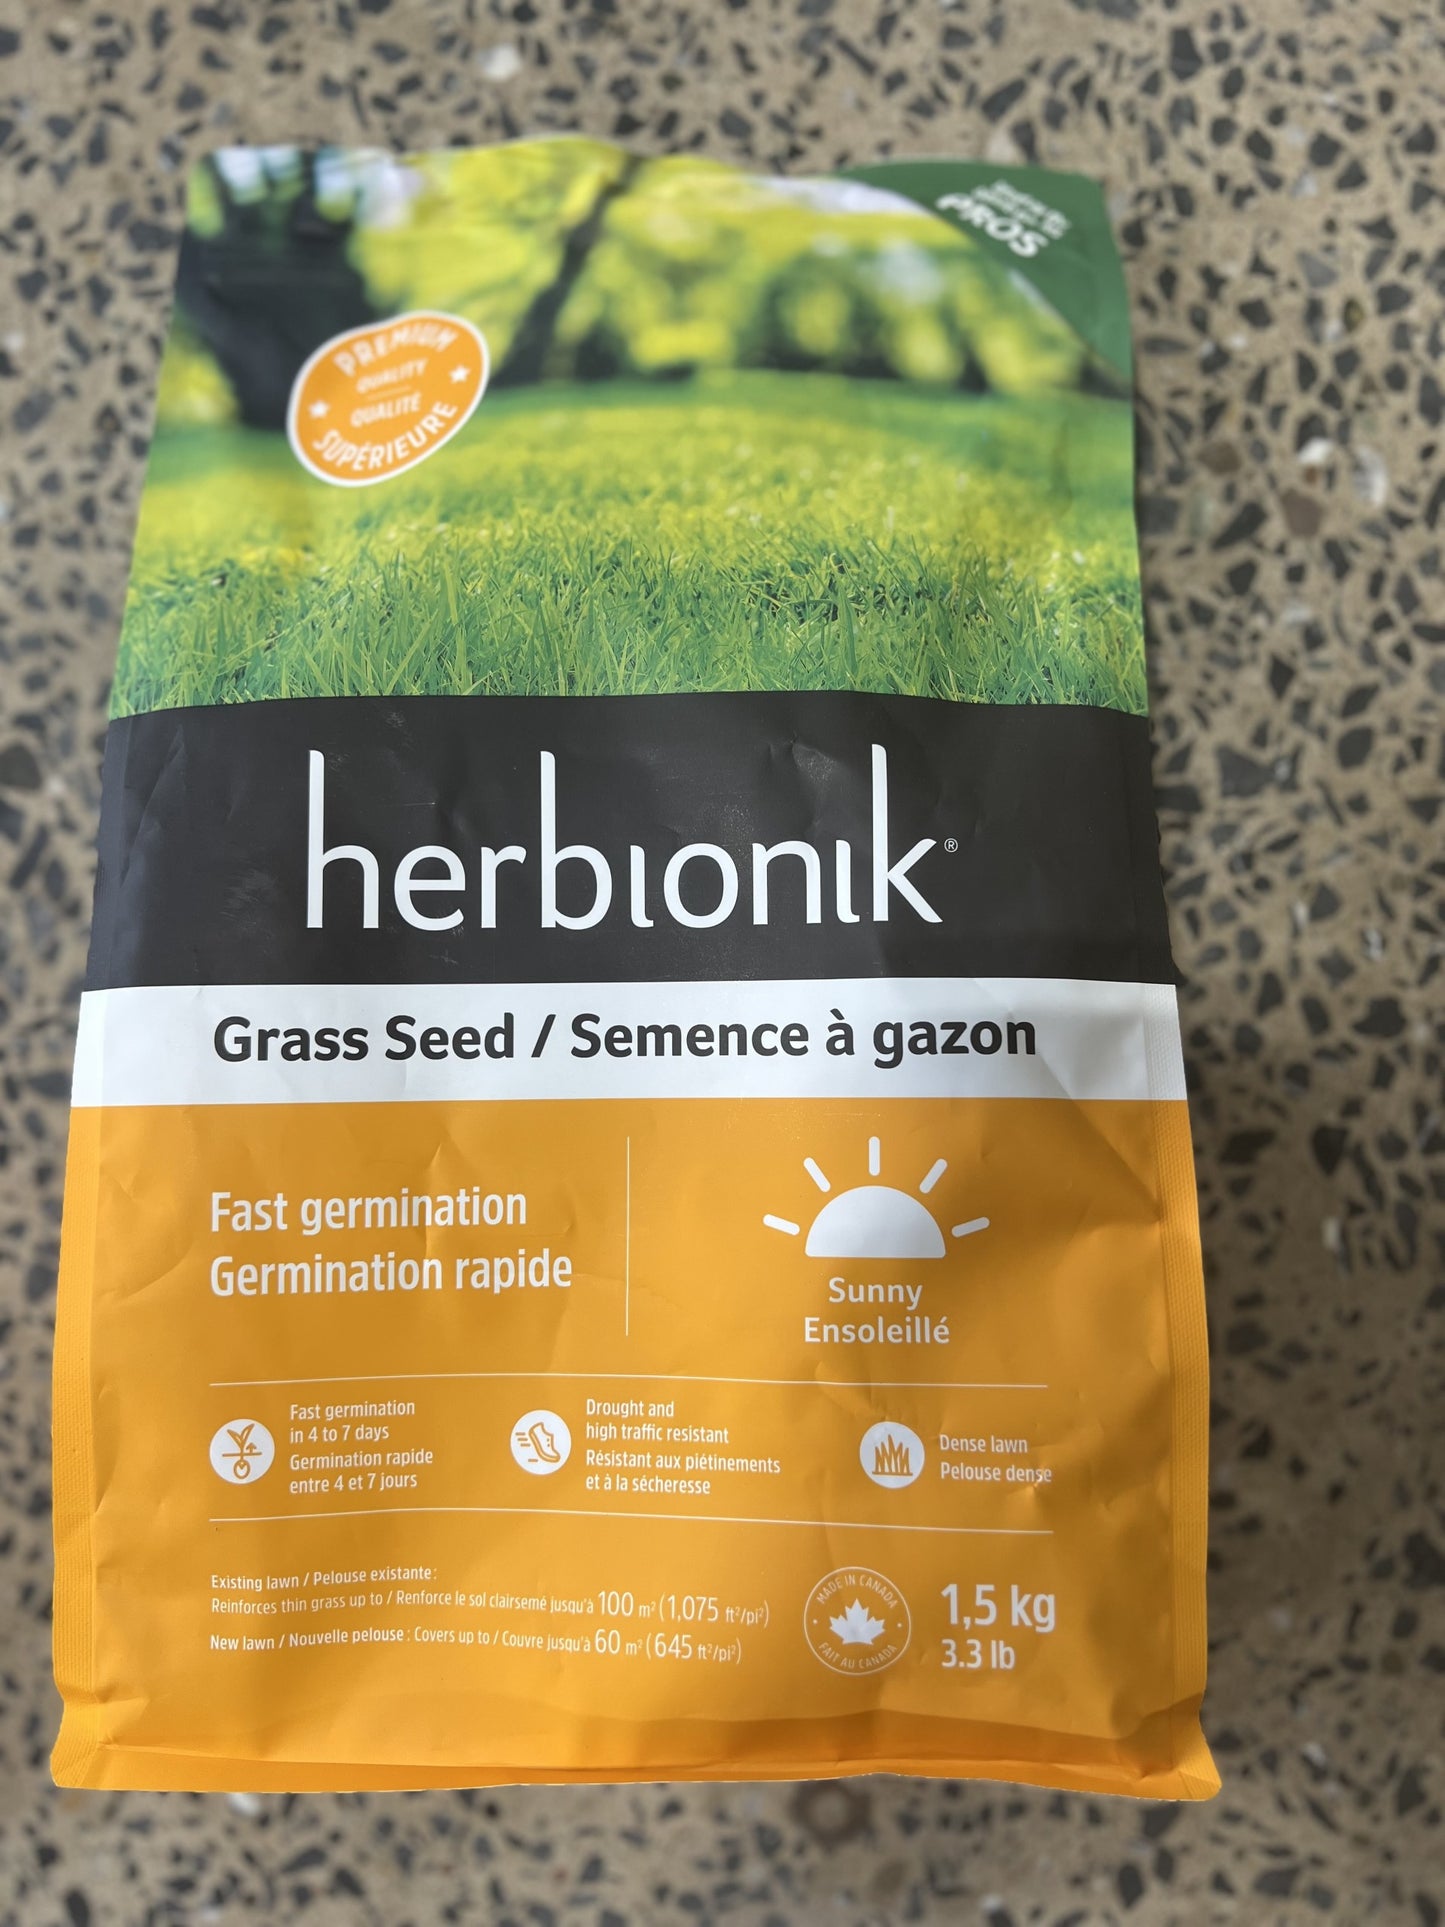 PROS
PREMIUM
QUALITY
QUALITÉ
SUPÉRIEURE
herbionik®
Grass Seed / Semence à gazon
Fast germination
Germination rapide
Sunny
Ensoleillé
Fast germination
in 4 to 7 days
Germination rapide
entre 4 et 7 jours
Drought and
high traffic resistant
Résistant aux piétinements
et à la sécheresse
Dense lawn
Pelouse dense
Existing lawn / Pelouse existante :
Reinforces thin grass up to / Renforce le sol clairsemé jusqu'à 100 m² (1,075 ft²/pi²)
New lawn / Nouvelle pelouse : Covers up to / Couvre jusqu'à 60 m² (645 ft²/pi²)
MADE IN CANADA
FAIT AU CANADA
1,5 kg
3.3 lb